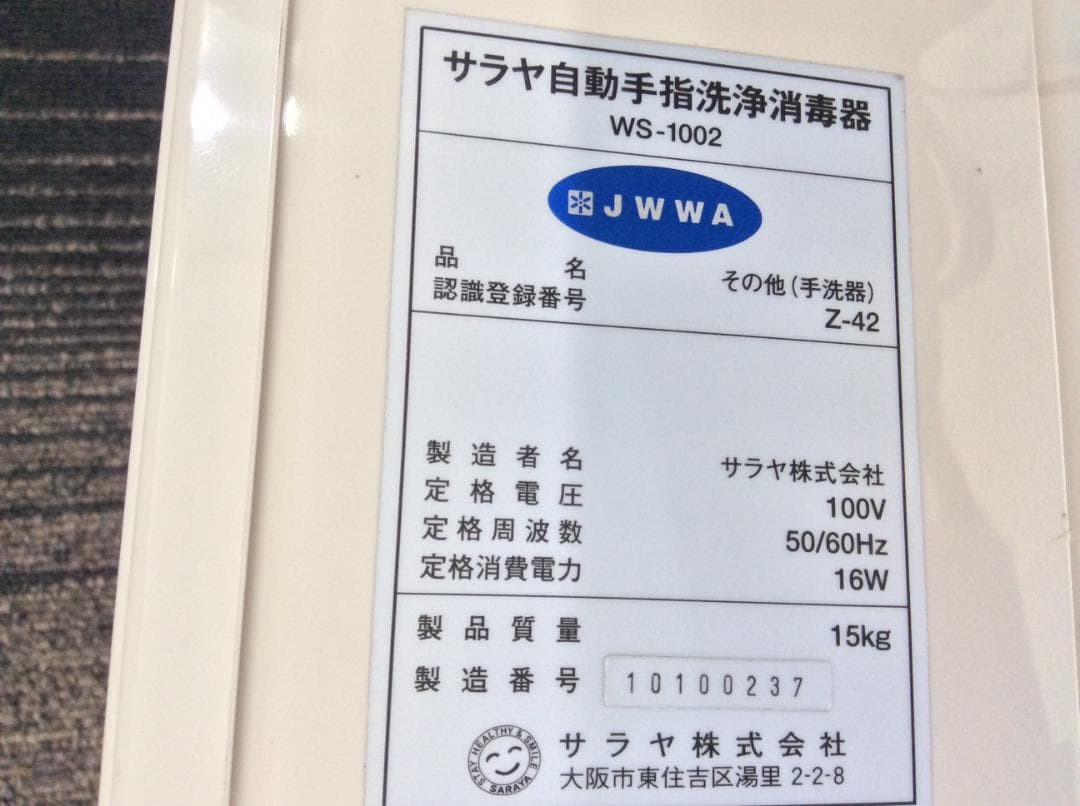 サラヤ自動手指洗浄消毒器
WS-1002
JWWA
品名 その他(手洗器)
認識登録番号 Z-42
製造者名 サラヤ株式会社
定格電圧 100V
定格周波数 50/60Hz
定格消費電力 16W
製品質量 15kg
製造番号 10100237
STAY HEALTHY & SMILE SARAYA
サラヤ株式会社
大阪市東住吉区湯里 2-2-8